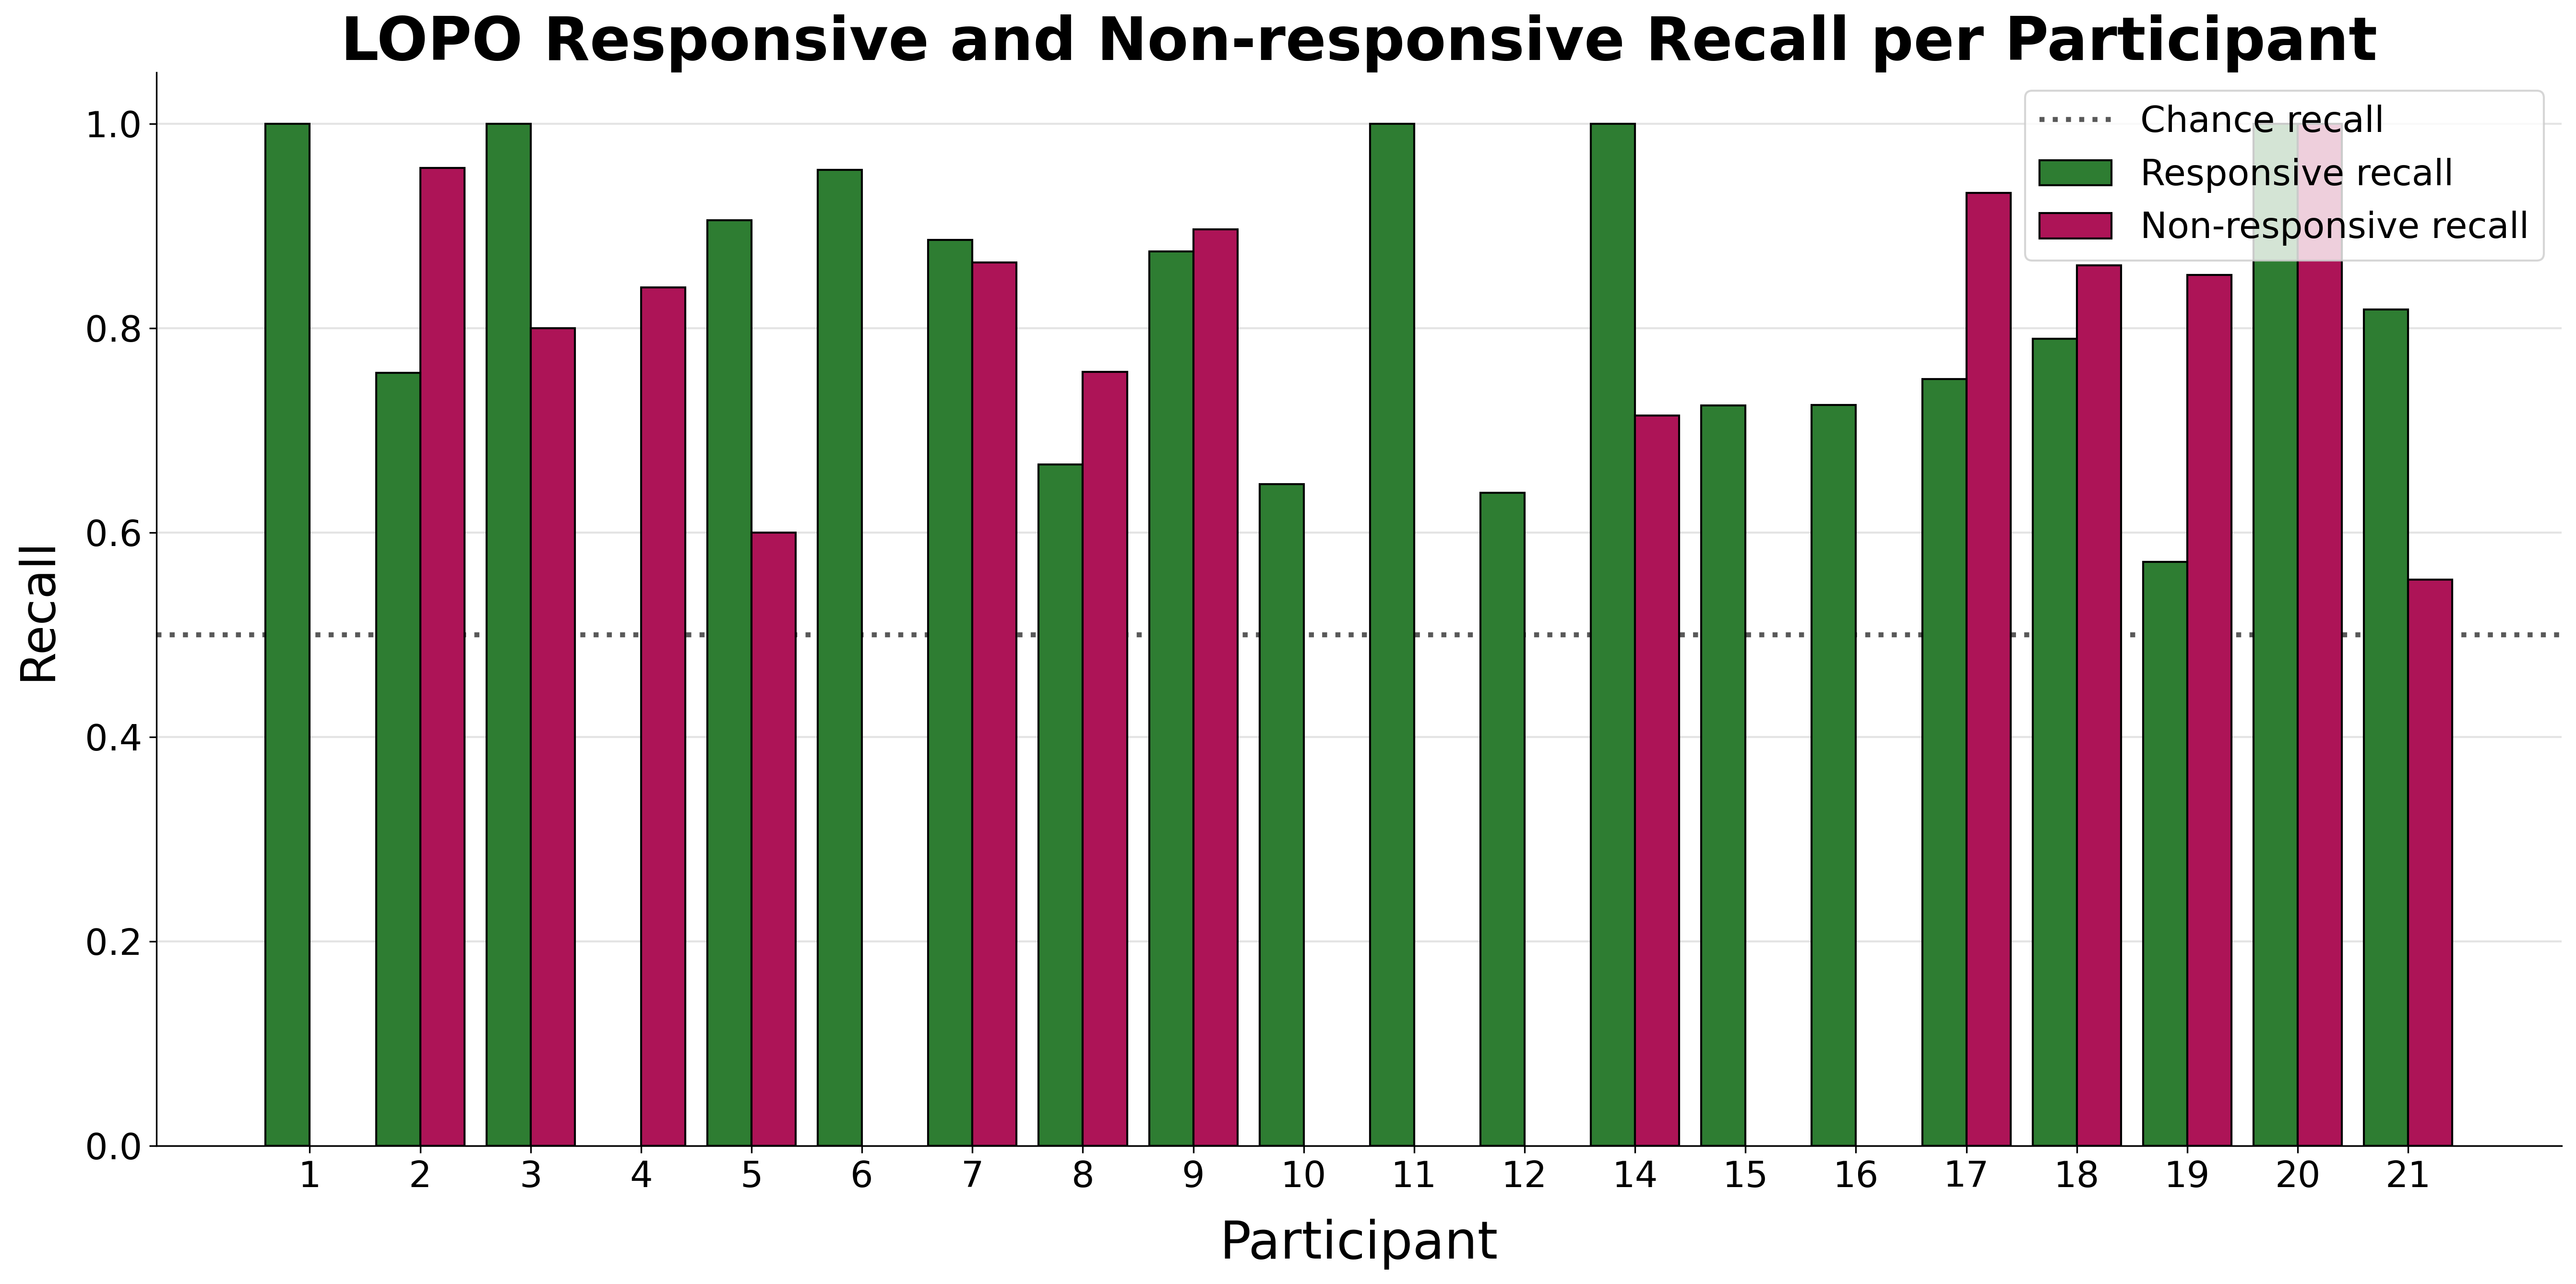 LOPO Responsive and Non-responsive Recall per Participant
Chance recall
Responsive recall
Non-responsive recall
Recall
1.0
0.8
0.6
0.4
0.2
0.0
1 2 3 4 5 6 7 8 9 10 11 12 14 15 16 17 18 19 20 21
Participant